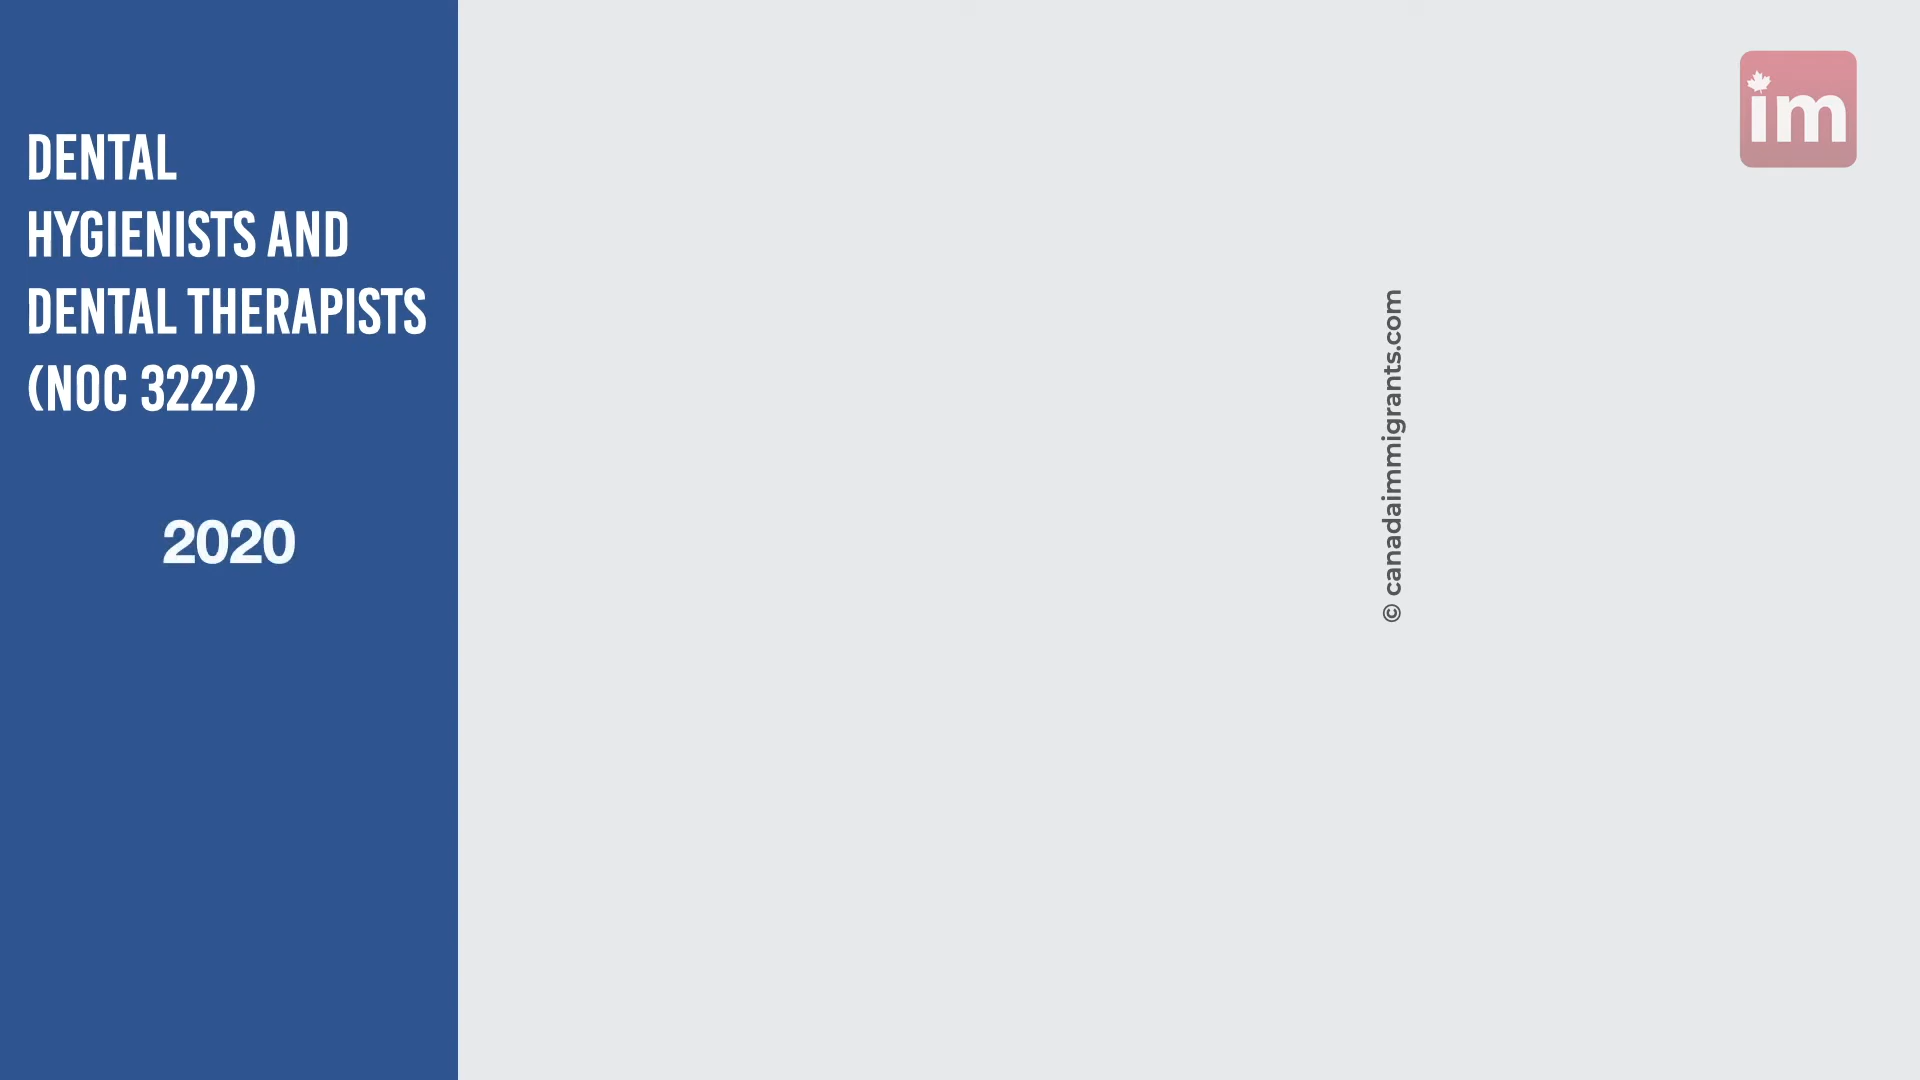 DENTAL
HYGIENISTS AND
DENTAL THERAPISTS
(NOC 3222)
2020
im
© canadaimmigrants.com